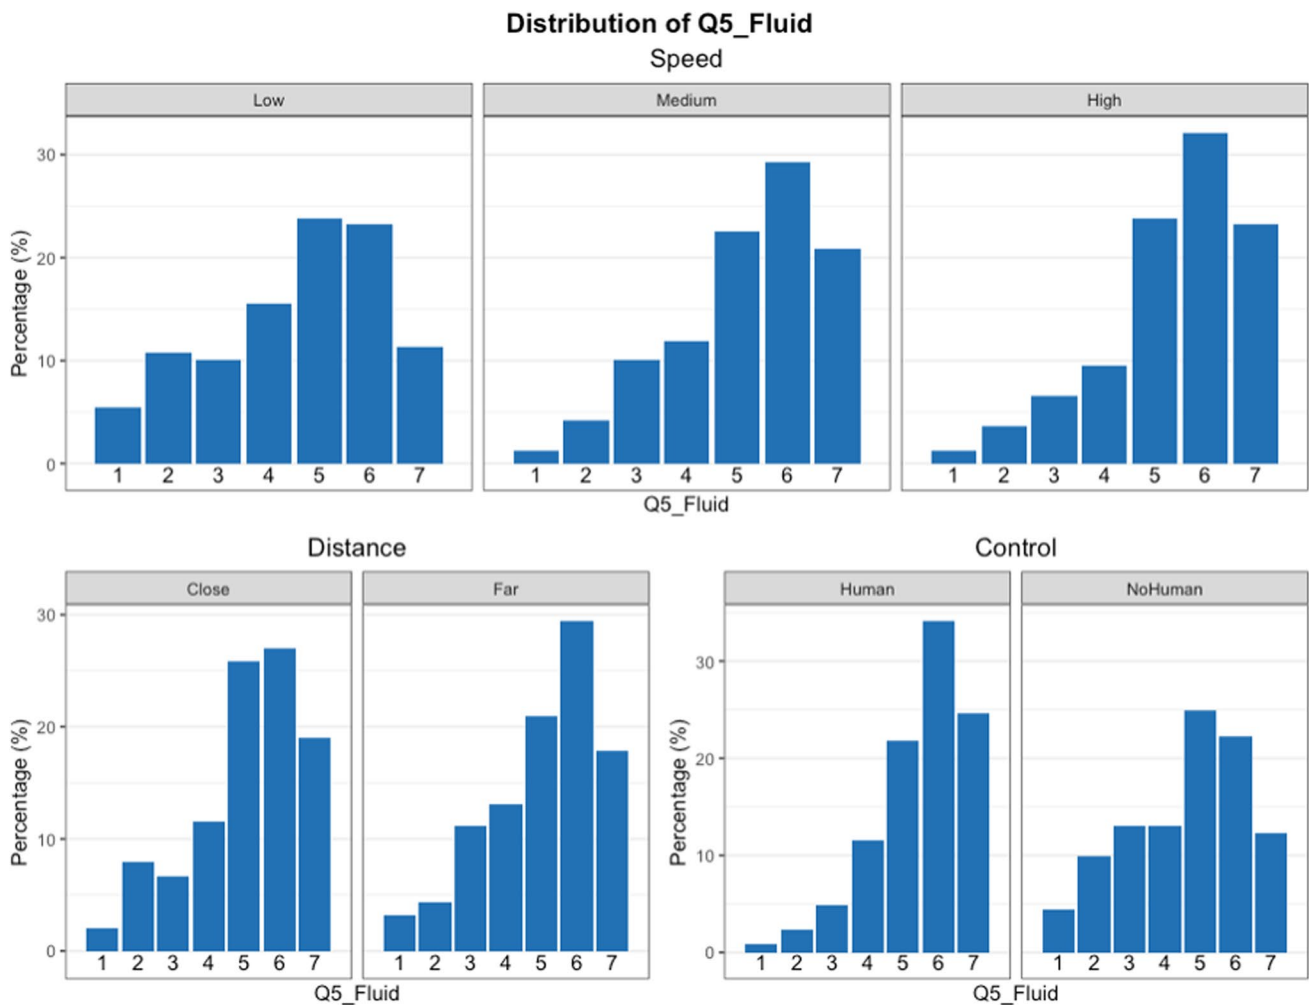 Distribution of Q5_Fluid
Speed
Low Medium High
Percentage (%)
30
20
10
0
1 2 3 4 5 6 7 1 2 3 4 5 6 7 1 2 3 4 5 6 7
Q5_Fluid
Distance
Close Far
Percentage (%)
30
20
10
0
1 2 3 4 5 6 7 1 2 3 4 5 6 7
Q5_Fluid
Control
Human NoHuman
Percentage (%)
30
20
10
0
1 2 3 4 5 6 7 1 2 3 4 5 6 7
Q5_Fluid